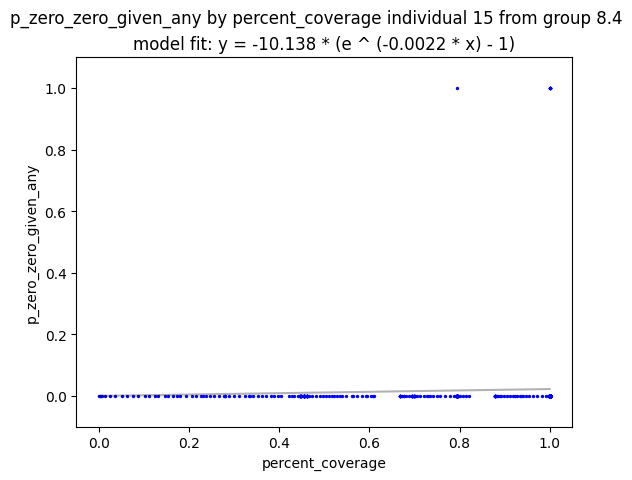 p_zero_zero_given_any by percent_coverage individual 15 from group 8.4
model fit: y = -10.138 * (e ^ (-0.0022 * x) - 1)
1.0
0.8
0.6
0.4
0.2
0.0
p_zero_zero_given_any
0.0 0.2 0.4 0.6 0.8 1.0
percent_coverage